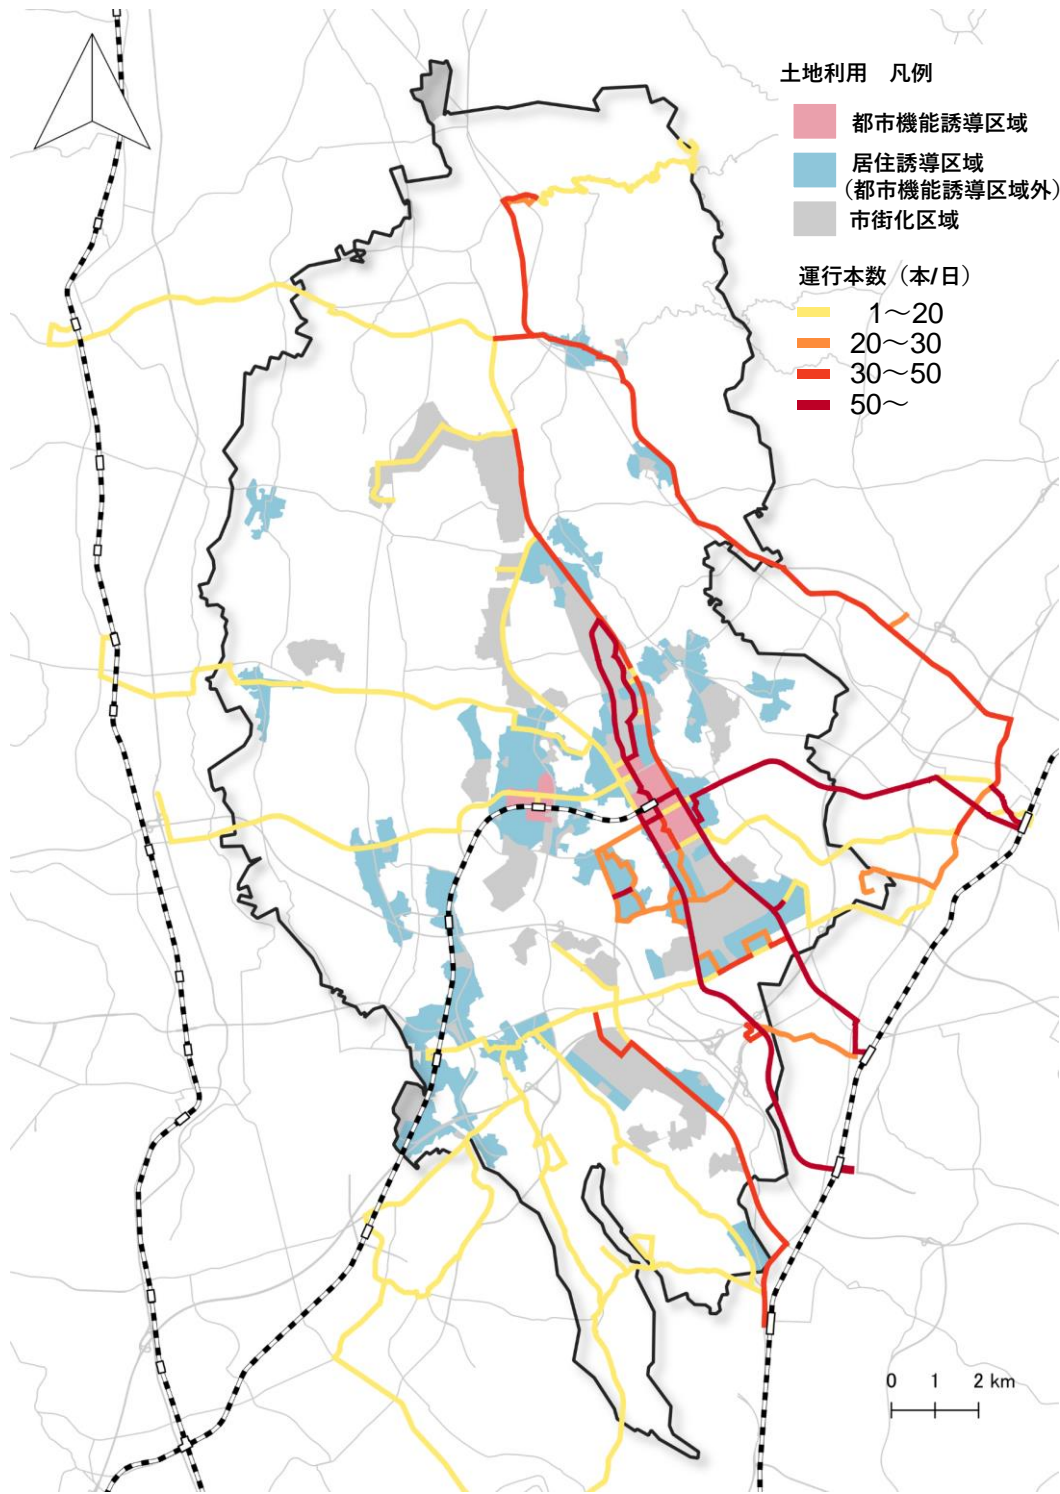 土地利用　凡例
都市機能誘導区域
居住誘導区域
（都市機能誘導区域外）
市街化区域
運行本数（本/日）
1～20
20～30
30～50
50～
0 1 2 km